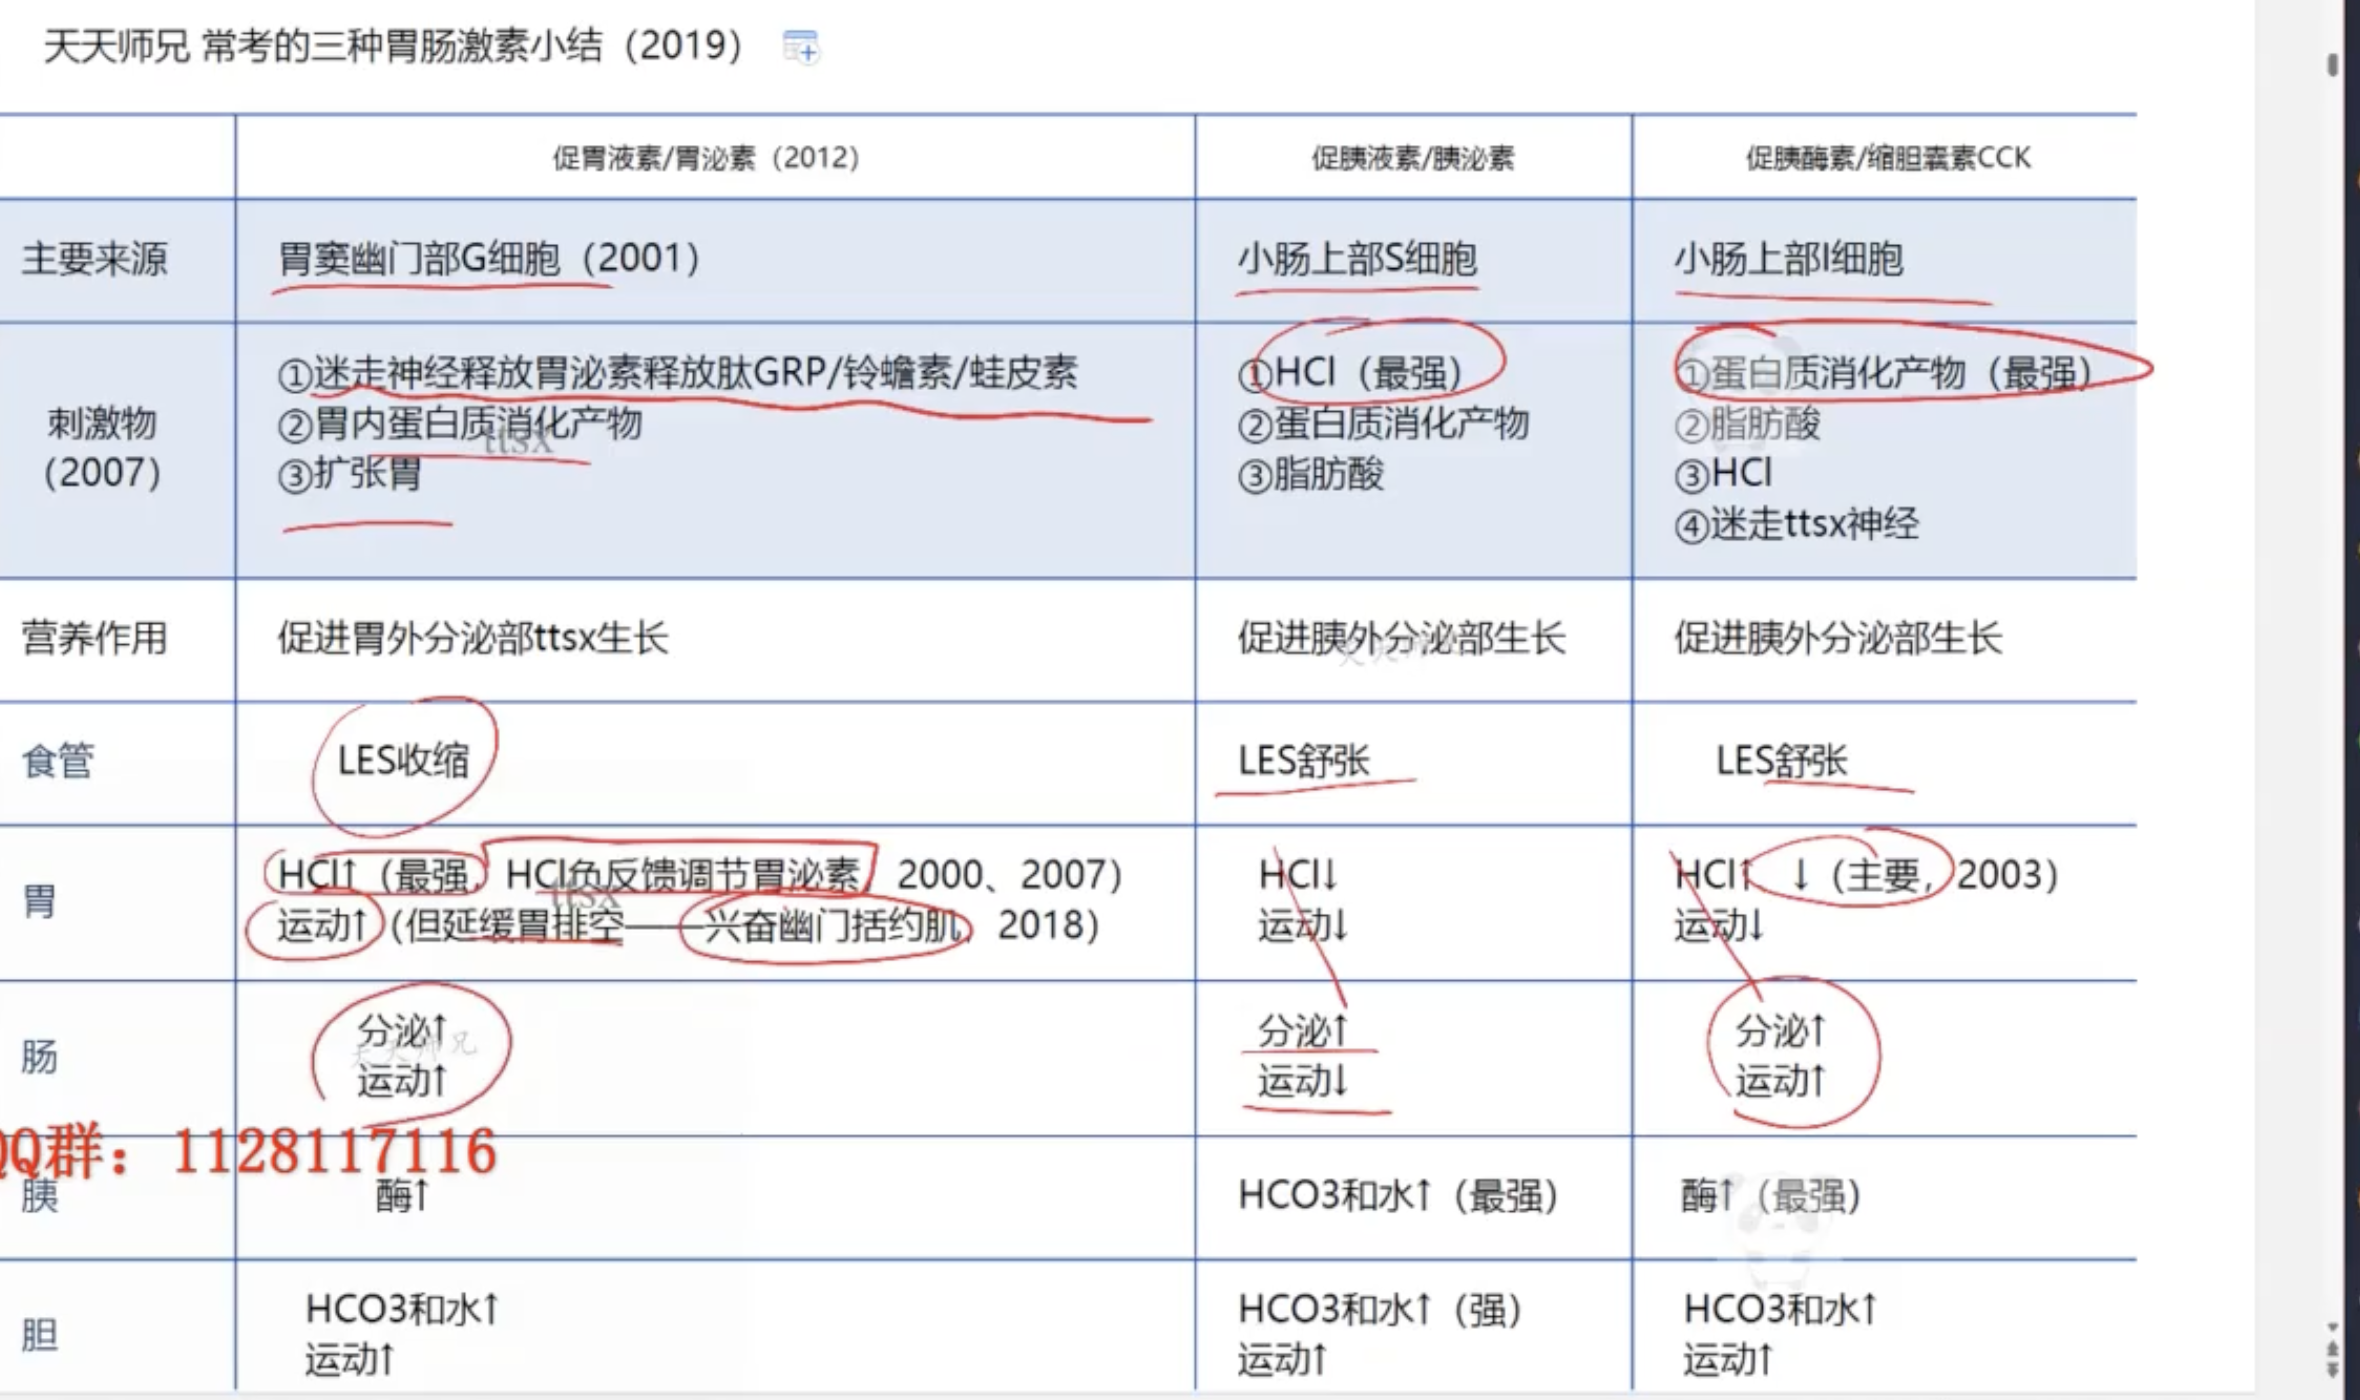 天天师兄 常考的三种胃肠激素小结（2019）
促胃液素/胃泌素（2012）
促胰液素/胰泌素
促胰酶素/缩胆囊素CCK
主要来源
胃窦幽门部G细胞（2001）
小肠上部S细胞
小肠上部I细胞
刺激物
（2007）
①迷走神经释放胃泌素释放肽GRP/铃蟾素/蛙皮素
②胃内蛋白质消化产物
③扩张胃
ttsx
①HCl（最强）
②蛋白质消化产物
③脂肪酸
①蛋白质消化产物（最强）
②脂肪酸
③HCl
④迷走ttsx神经
营养作用
促进胃外分泌部ttsx生长
促进胰外分泌部生长
天天师兄
促进胰外分泌部生长
食管
LES收缩
LES舒张
LES舒张
胃
HCl↑（最强，HCl负反馈调节胃泌素，2000、2007）
ttsx
运动↑（但延缓胃排空——兴奋幽门括约肌，2018）
HCl↓
运动↓
HCl↑ ↓（主要，2003）
运动↓
肠
分泌↑
天天师兄
运动↑
分泌↑
运动↓
分泌↑
运动↑
QQ群：1128117116
胰
酶↑
HCO3和水↑（最强）
酶↑（最强）
胆
HCO3和水↑
运动↑
HCO3和水↑（强）
运动↑
HCO3和水↑
运动↑